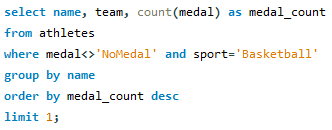 select name, team, count(medal) as medal_count
from athletes
where medal<>'NoMedal' and sport='Basketball'
group by name
order by medal_count desc
limit 1;